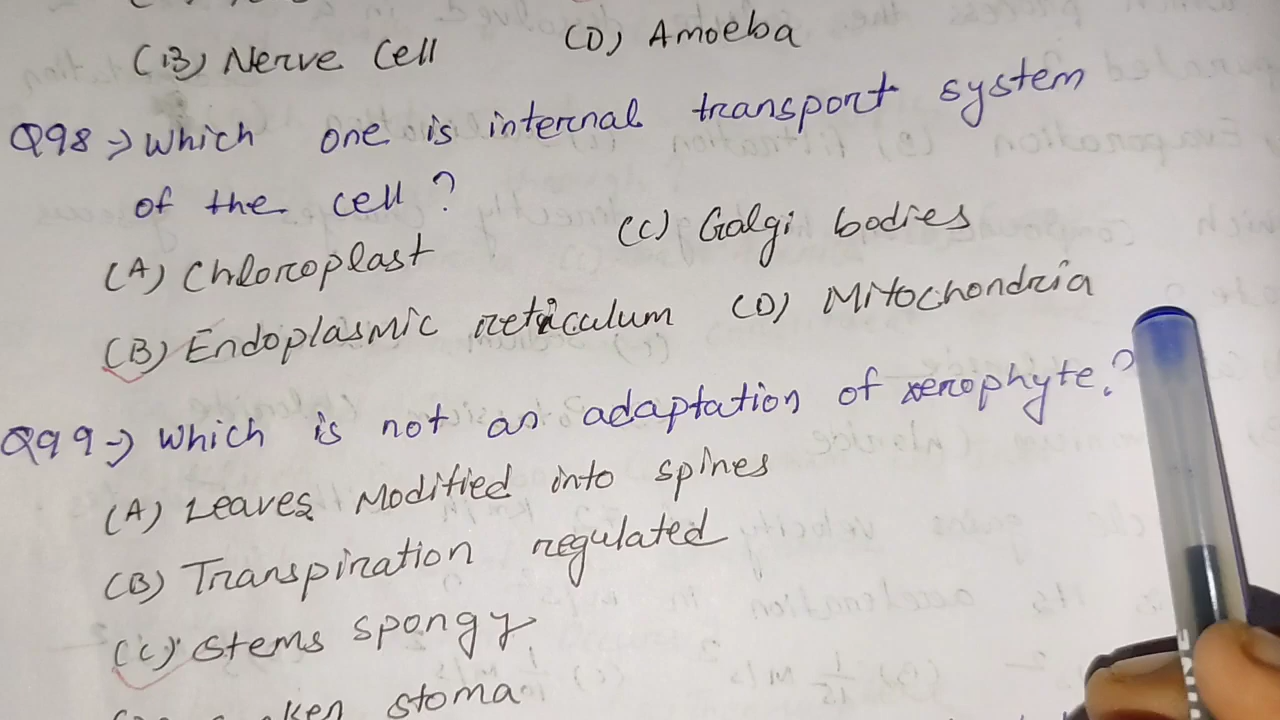 (B) Nerve Cell (D) Amoeba
Q98 → Which one is internal transport system
of the cell ?
(A) Chloroplast (C) Golgi bodies
(B) Endoplasmic reticulum (D) Mitochondria
Q99 → Which is not an adaptation of xerophyte ?
(A) Leaves Modified into spines
(B) Transpiration regulated
(C) Stems spongy
stoma